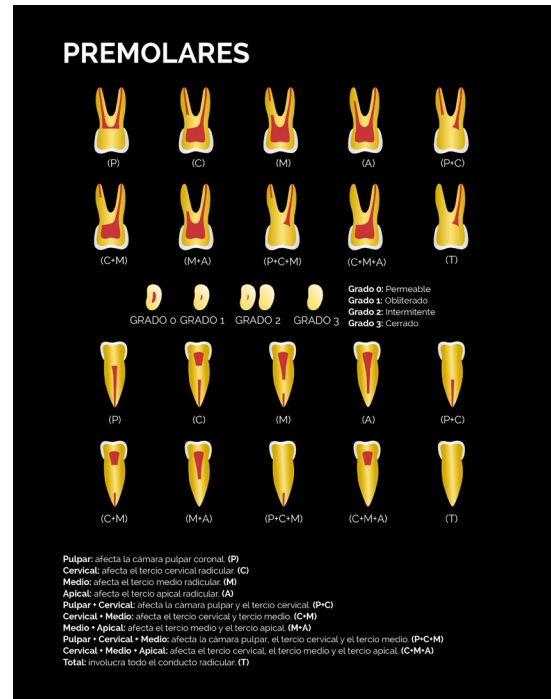 PREMOLARES
(P) (C) (M) (A) (P+C)
(C+M) (M+A) (P+C+M) (C+M+A) (T)
GRADO 0 GRADO 1 GRADO 2 GRADO 3
Grado 0: Permeable
Grado 1: Obliterado
Grado 2: Intermitente
Grado 3: Cerrado
(P) (C) (M) (A) (P+C)
(C+M) (M+A) (P+C+M) (C+M+A) (T)
Pulpar: afecta la cámara pulpar coronal. (P)
Cervical: afecta el tercio cervical radicular. (C)
Medio: afecta el tercio medio radicular. (M)
Apical: afecta el tercio apical radicular. (A)
Pulpar + Cervical: afecta la cámara pulpar y el tercio cervical. (P+C)
Cervical + Medio: afecta el tercio cervical y tercio medio. (C+M)
Medio + Apical: afecta el tercio medio y el tercio apical. (M+A)
Pulpar + Cervical + Medio: afecta la cámara pulpar, el tercio cervical y el tercio medio. (P+C+M)
Cervical + Medio + Apical: afecta el tercio cervical, el tercio medio y el tercio apical. (C+M+A)
Total: involucra todo el conducto radicular. (T)